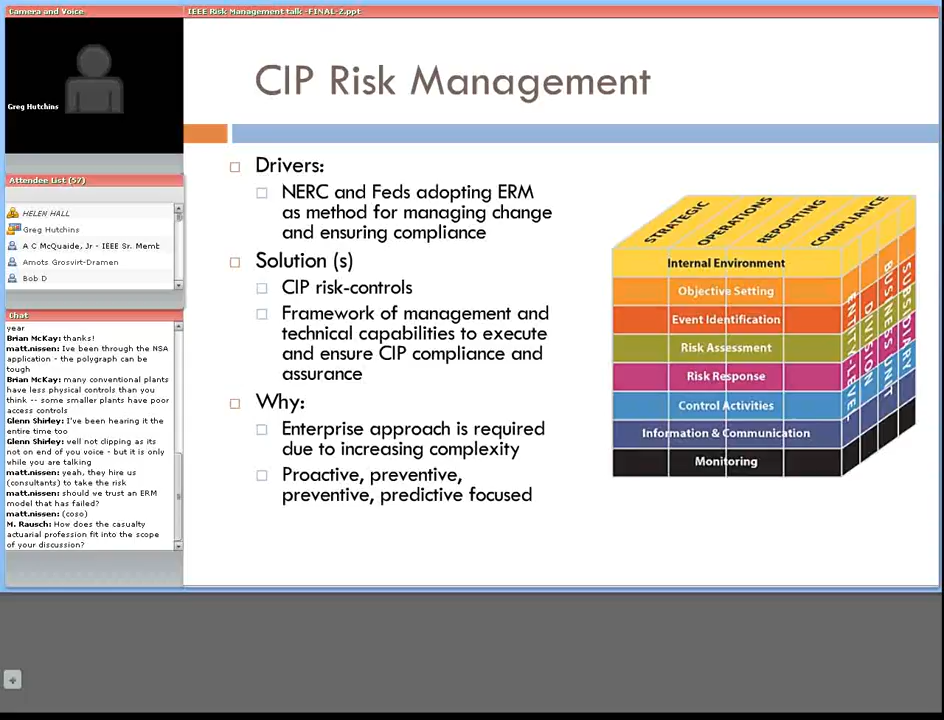 Camera and Voice
IEEE Risk Management talk -FINAL-2.ppt
Greg Hutchins
Attendee List (57)
HELEN HALL
Greg Hutchins
A C McQuaide, Jr - IEEE Sr. Memb
Amots Grosvirt-Dramen
Bob D
Chat
year
Brian McKay: thanks!
matt.nissen: Ive been through the NSA
application - the polygraph can be
tough
Brian McKay: many conventional plants
have less physical controls than you
think -- some smaller plants have poor
access controls
Glenn Shirley: I've been hearing it the
entire time too
Glenn Shirley: well not clipping as its
not on end of you voice - but it is only
while you are talking
matt.nissen: yeah, they hire us
(consultants) to take the risk
matt.nissen: should we trust an ERM
model that has failed?
matt.nissen: (coso)
M. Rausch: How does the casualty
actuarial profession fit into the scope
of your discussion?
CIP Risk Management
Drivers:
NERC and Feds adopting ERM
as method for managing change
and ensuring compliance
Solution (s)
CIP risk-controls
Framework of management and
technical capabilities to execute
and ensure CIP compliance and
assurance
Why:
Enterprise approach is required
due to increasing complexity
Proactive, preventive,
preventive, predictive focused
STRATEGIC
OPERATIONS
REPORTING
COMPLIANCE
Internal Environment
Objective Setting
Event Identification
Risk Assessment
Risk Response
Control Activities
Information & Communication
Monitoring
ENTITY-LEVEL
DIVISION
BUSINESS UNIT
SUBSIDIARY